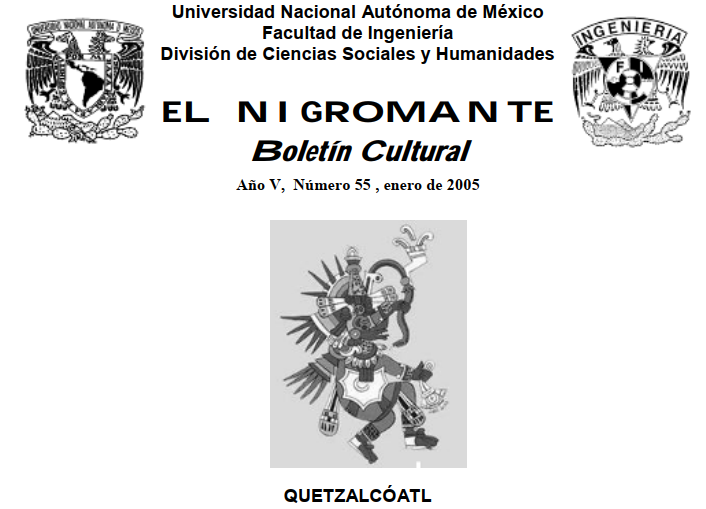 Universidad Nacional Autónoma de México
Facultad de Ingeniería
División de Ciencias Sociales y Humanidades
INGENIERIA
F I
EL NIGROMANTE
Boletín Cultural
Año V, Número 55 , enero de 2005
QUETZALCÓATL